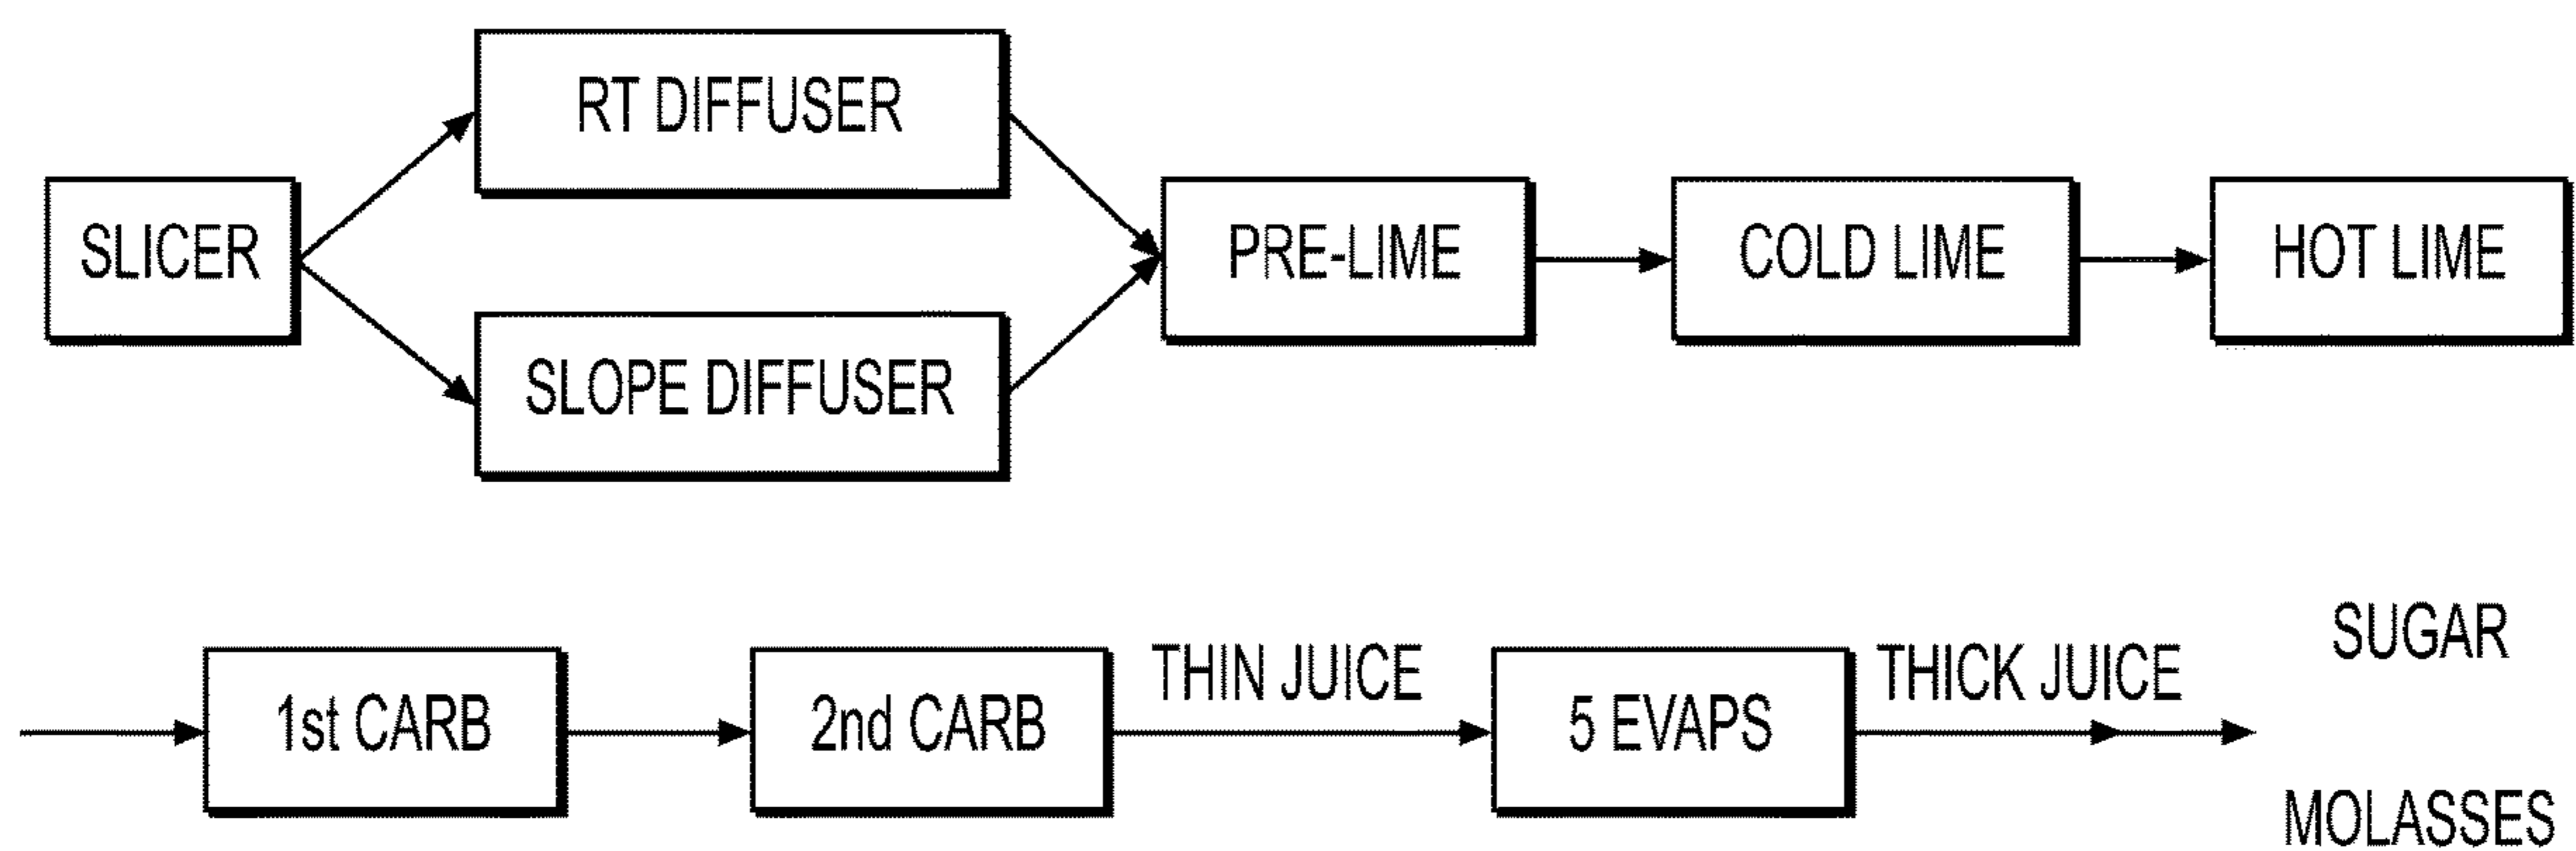 RT DIFFUSER
SLICER
SLOPE DIFFUSER
PRE-LIME
COLD LIME
HOT LIME
1st CARB
2nd CARB
THIN JUICE
5 EVAPS
THICK JUICE
SUGAR
MOLASSES